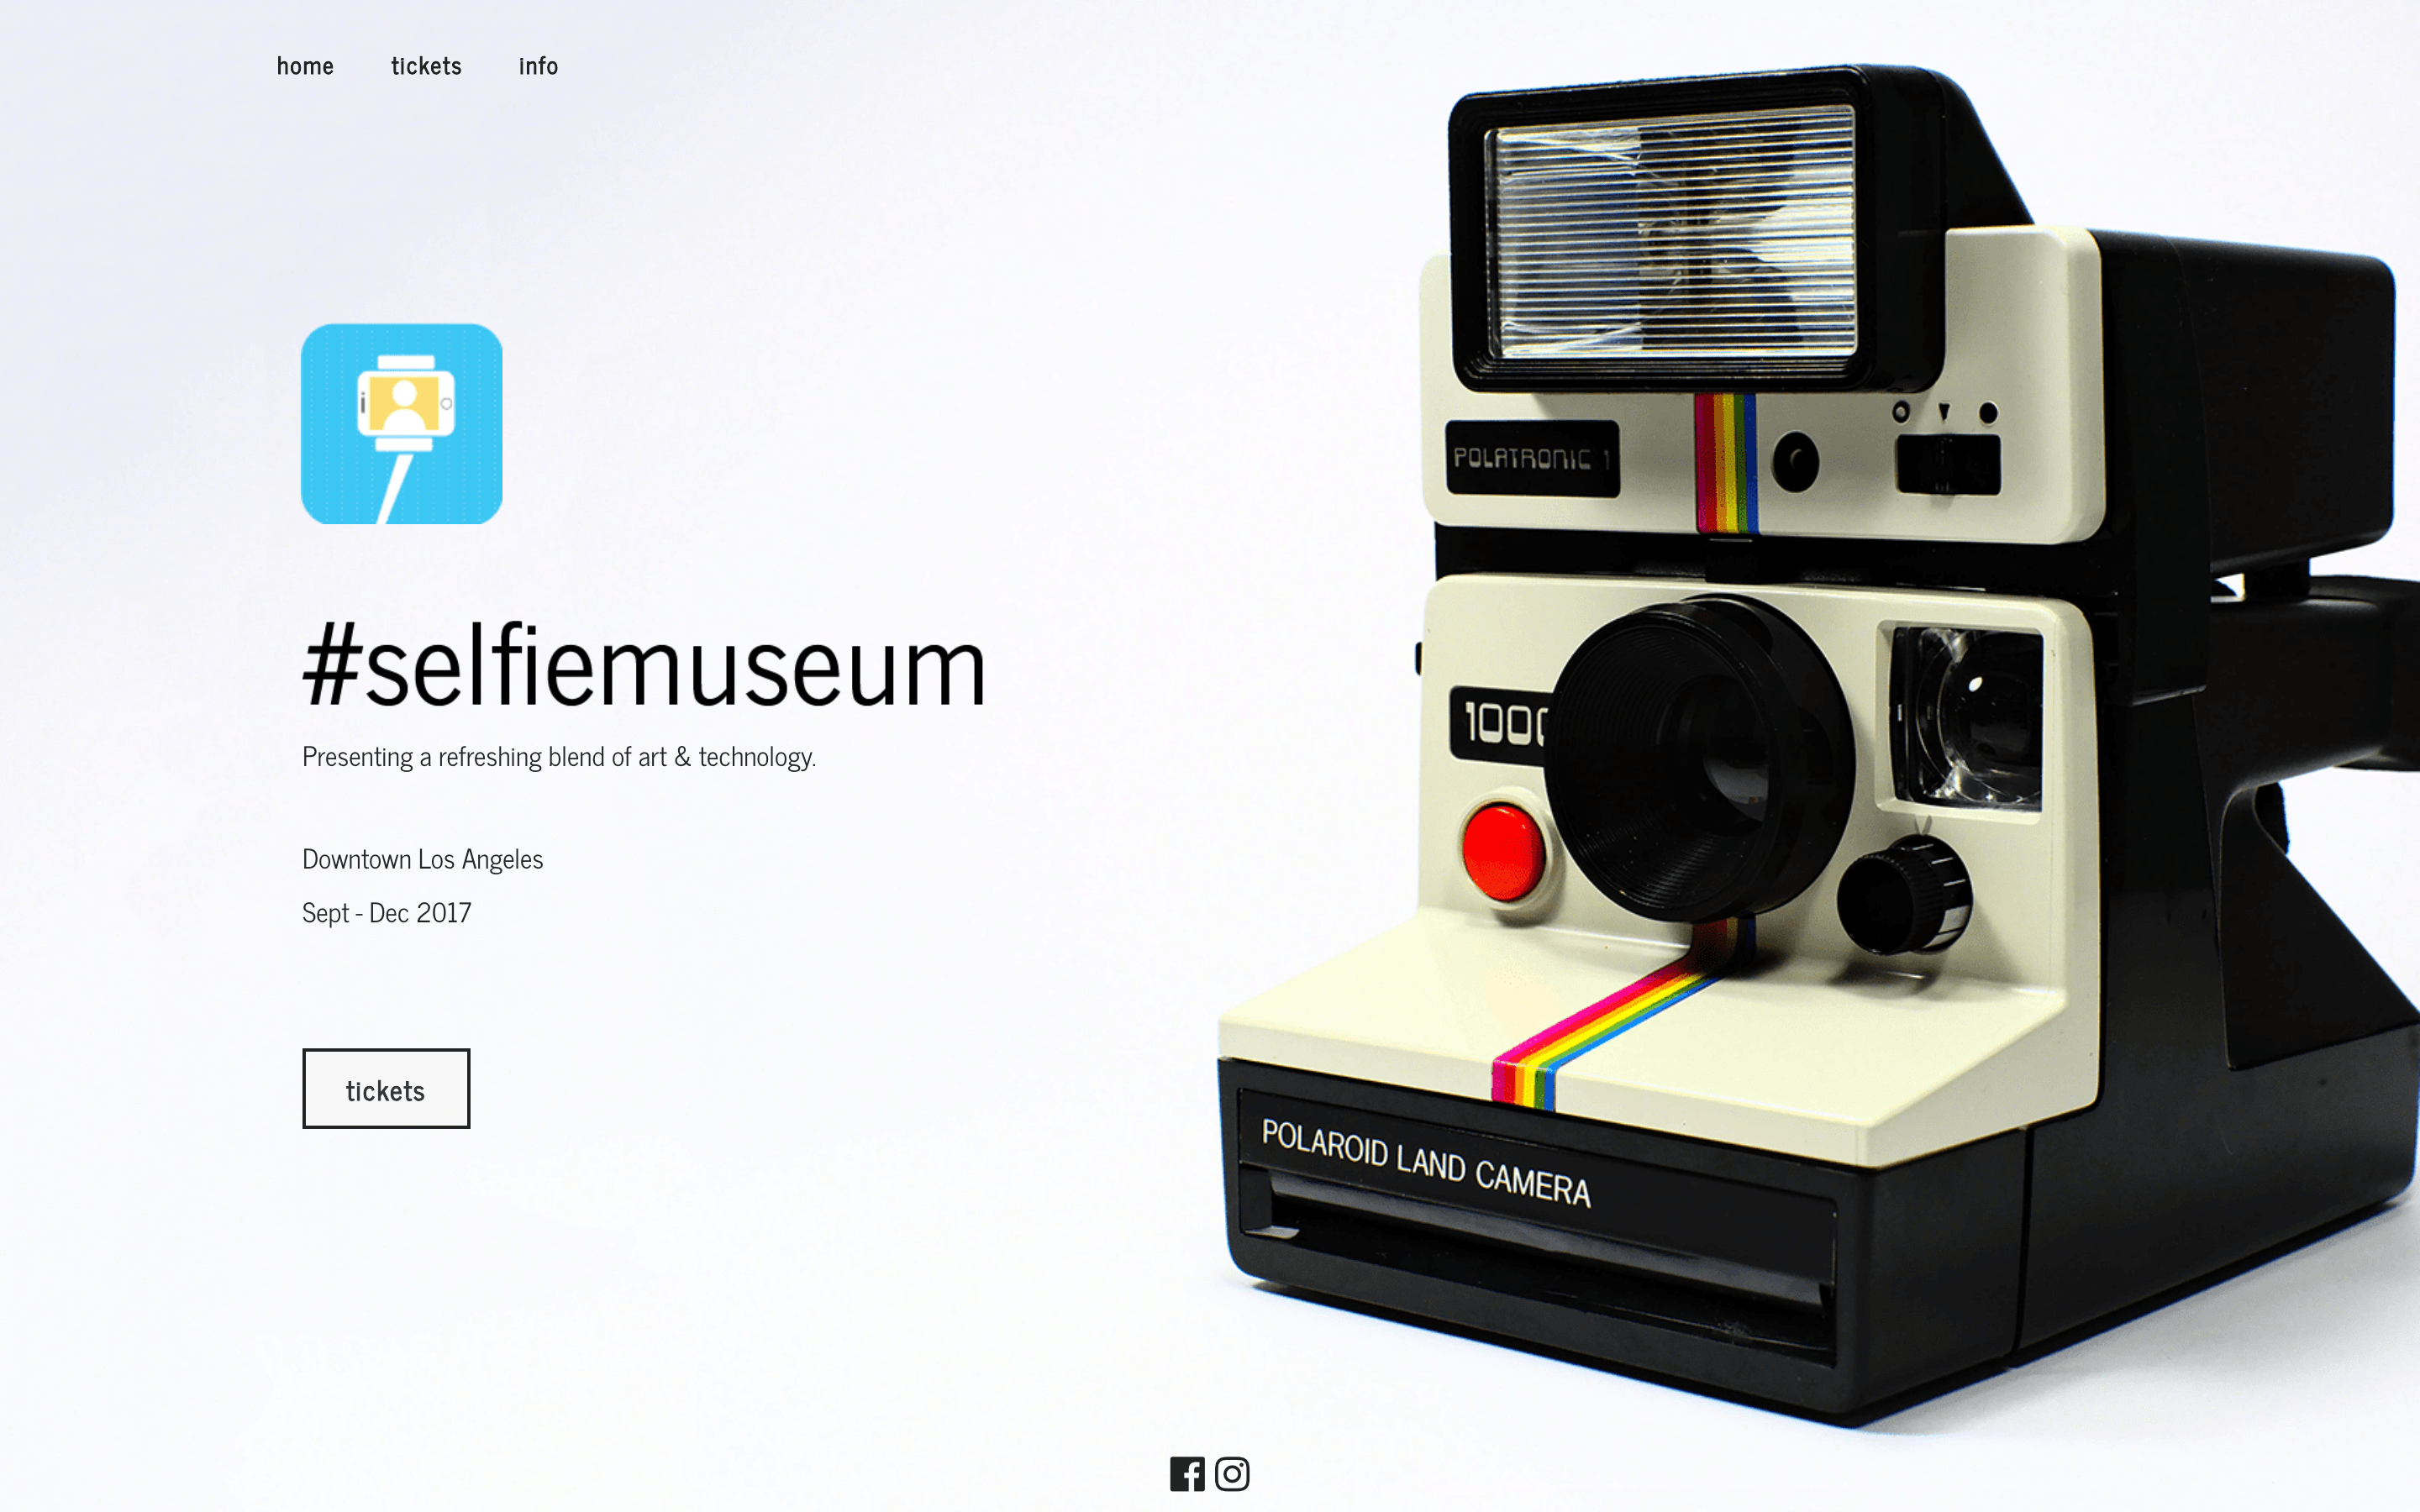 home tickets info
#selfiemuseum
Presenting a refreshing blend of art & technology.
Downtown Los Angeles
Sept - Dec 2017
tickets
POLATRONIC 1
1000
POLAROID LAND CAMERA